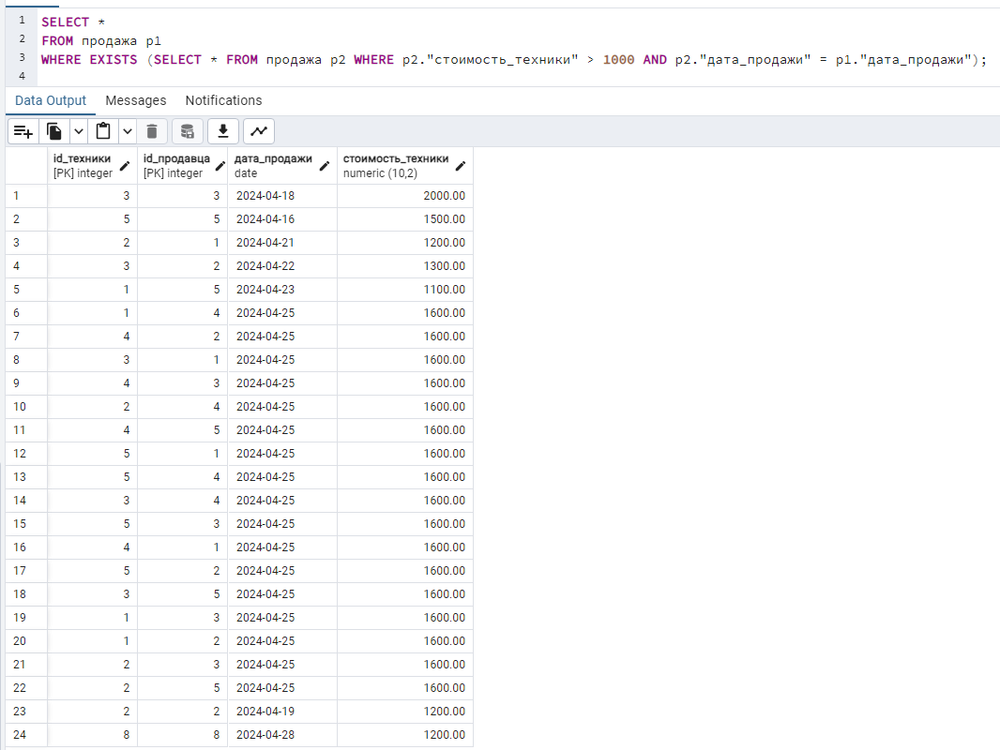 1 SELECT *
2 FROM продажа p1
3 WHERE EXISTS (SELECT * FROM продажа p2 WHERE p2."стоимость_техники" > 1000 AND p2."дата_продажи" = p1."дата_продажи");
4
Data Output Messages Notifications
id_техники id_продавца дата_продажи стоимость_техники
[PK] integer [PK] integer date numeric (10,2)
1 3 3 2024-04-18 2000.00
2 5 5 2024-04-16 1500.00
3 2 1 2024-04-21 1200.00
4 3 2 2024-04-22 1300.00
5 1 5 2024-04-23 1100.00
6 1 4 2024-04-25 1600.00
7 4 2 2024-04-25 1600.00
8 3 1 2024-04-25 1600.00
9 4 3 2024-04-25 1600.00
10 2 4 2024-04-25 1600.00
11 4 5 2024-04-25 1600.00
12 5 1 2024-04-25 1600.00
13 5 4 2024-04-25 1600.00
14 3 4 2024-04-25 1600.00
15 5 3 2024-04-25 1600.00
16 4 1 2024-04-25 1600.00
17 5 2 2024-04-25 1600.00
18 3 5 2024-04-25 1600.00
19 1 3 2024-04-25 1600.00
20 1 2 2024-04-25 1600.00
21 2 3 2024-04-25 1600.00
22 2 5 2024-04-25 1600.00
23 2 2 2024-04-19 1200.00
24 8 8 2024-04-28 1200.00